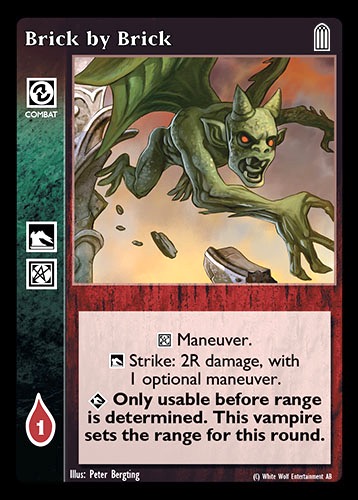 Brick by Brick
COMBAT
Maneuver.
Strike: 2R damage, with
1 optional maneuver.
Only usable before range
is determined. This vampire
sets the range for this round.
1
Illus: Peter Bergting
(C) White Wolf Entertainment AB